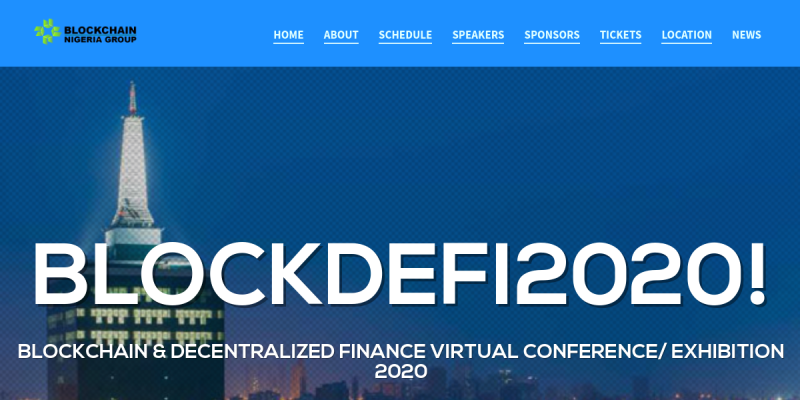 BLOCKCHAIN
NIGERIA GROUP
HOME ABOUT SCHEDULE SPEAKERS SPONSORS TICKETS LOCATION NEWS
BLOCKDEFI2020!
BLOCKCHAIN & DECENTRALIZED FINANCE VIRTUAL CONFERENCE/ EXHIBITION
2020